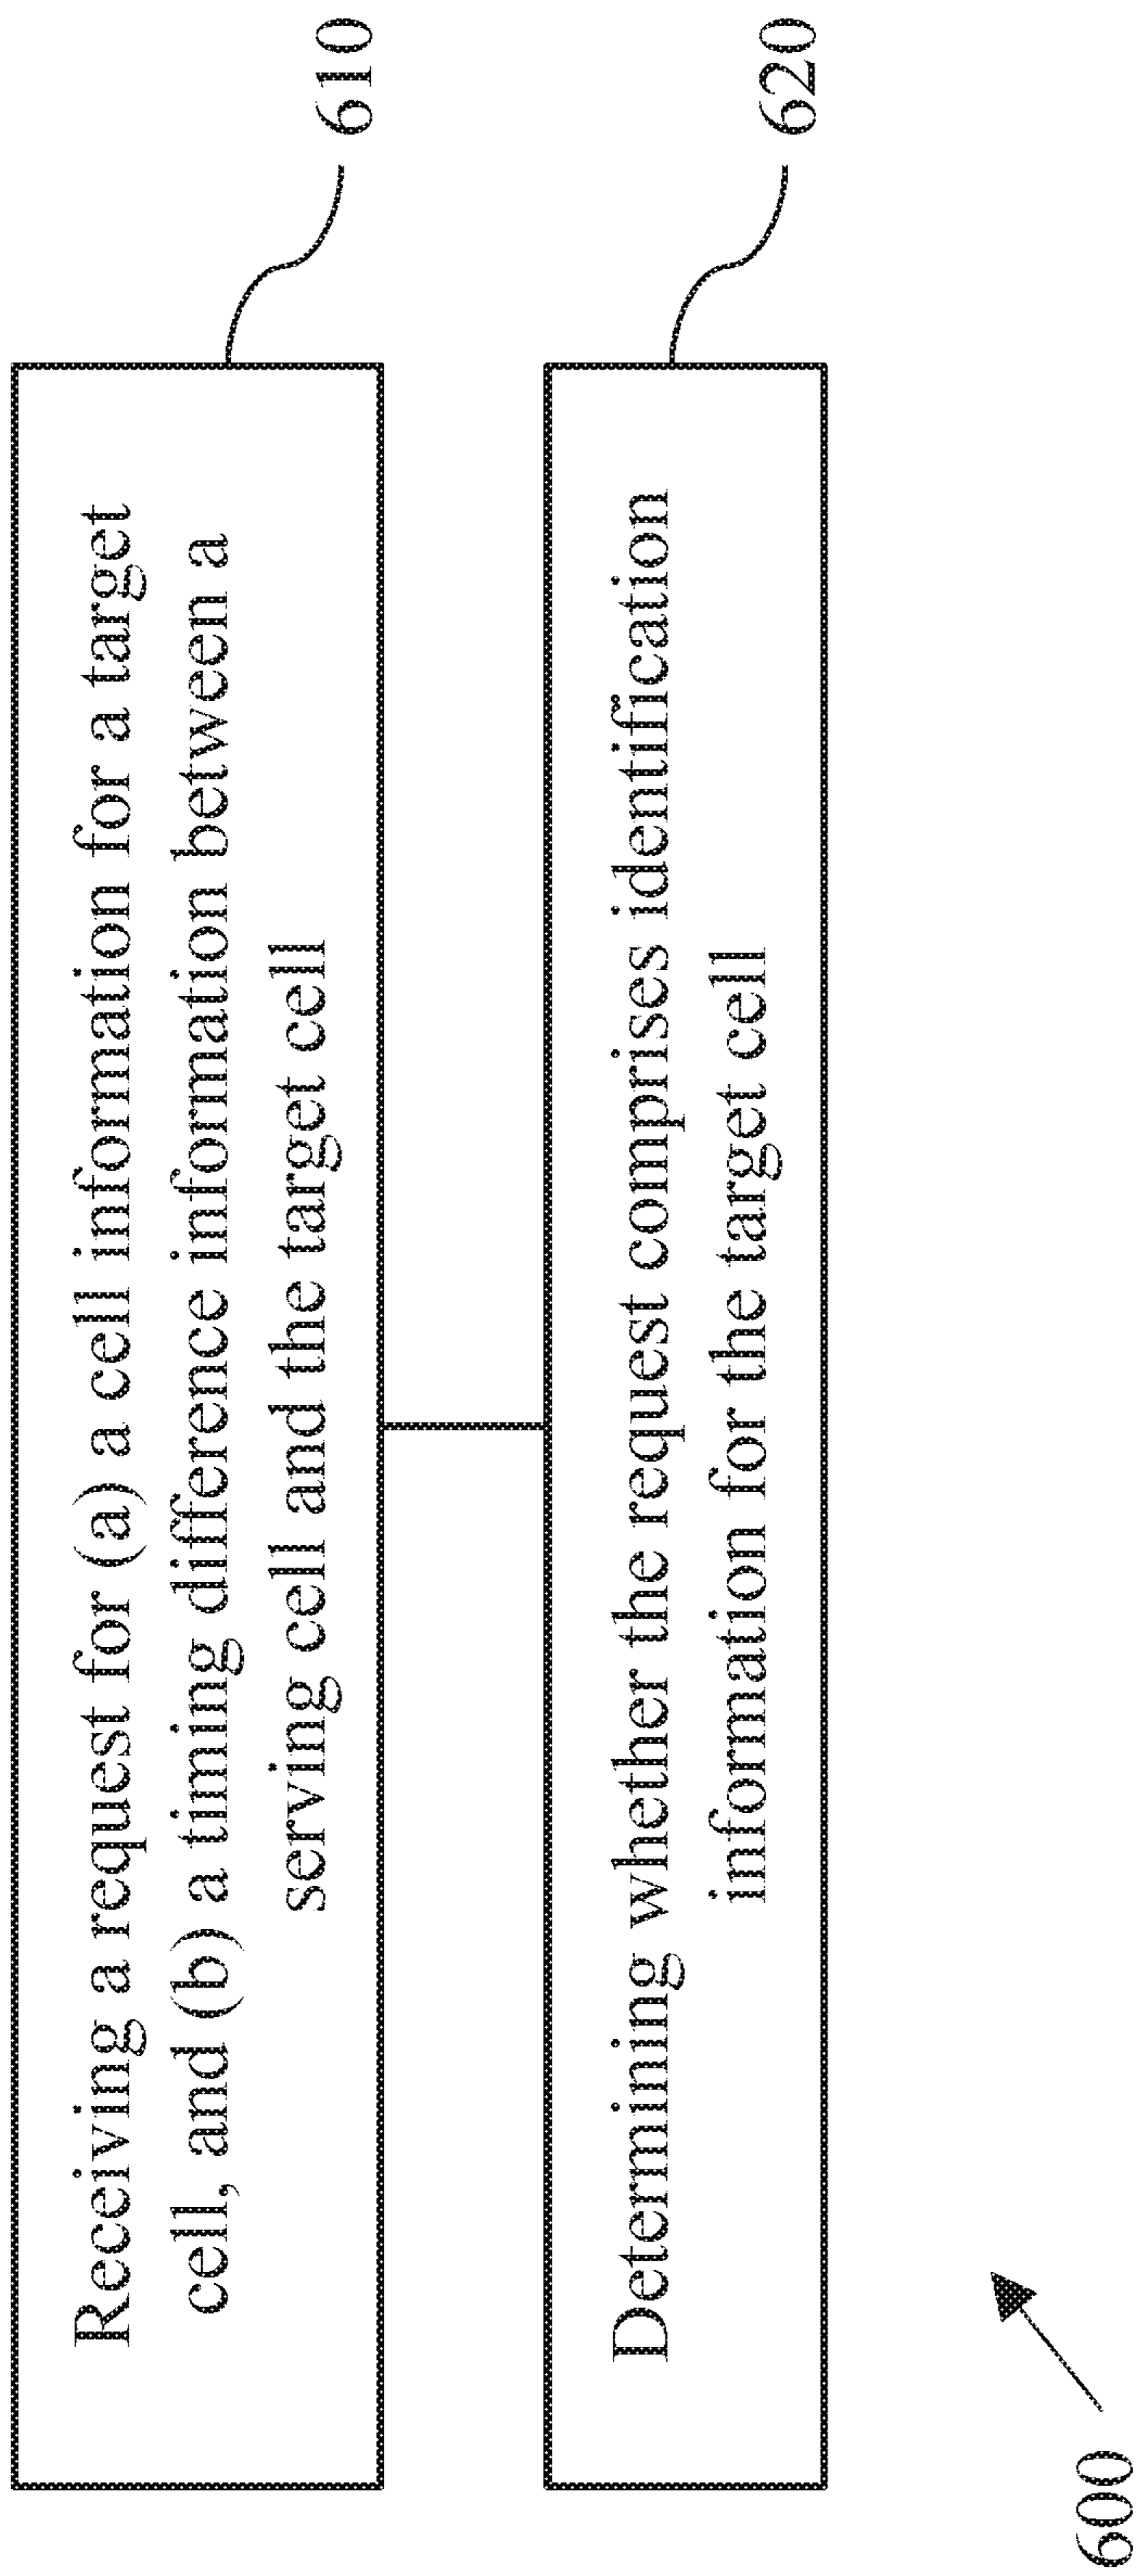 Receiving a request for (a) a cell information for a target
cell, and (b) a timing difference information between a
serving cell and the target cell
610
Determining whether the request comprises identification
information for the target cell
620
600